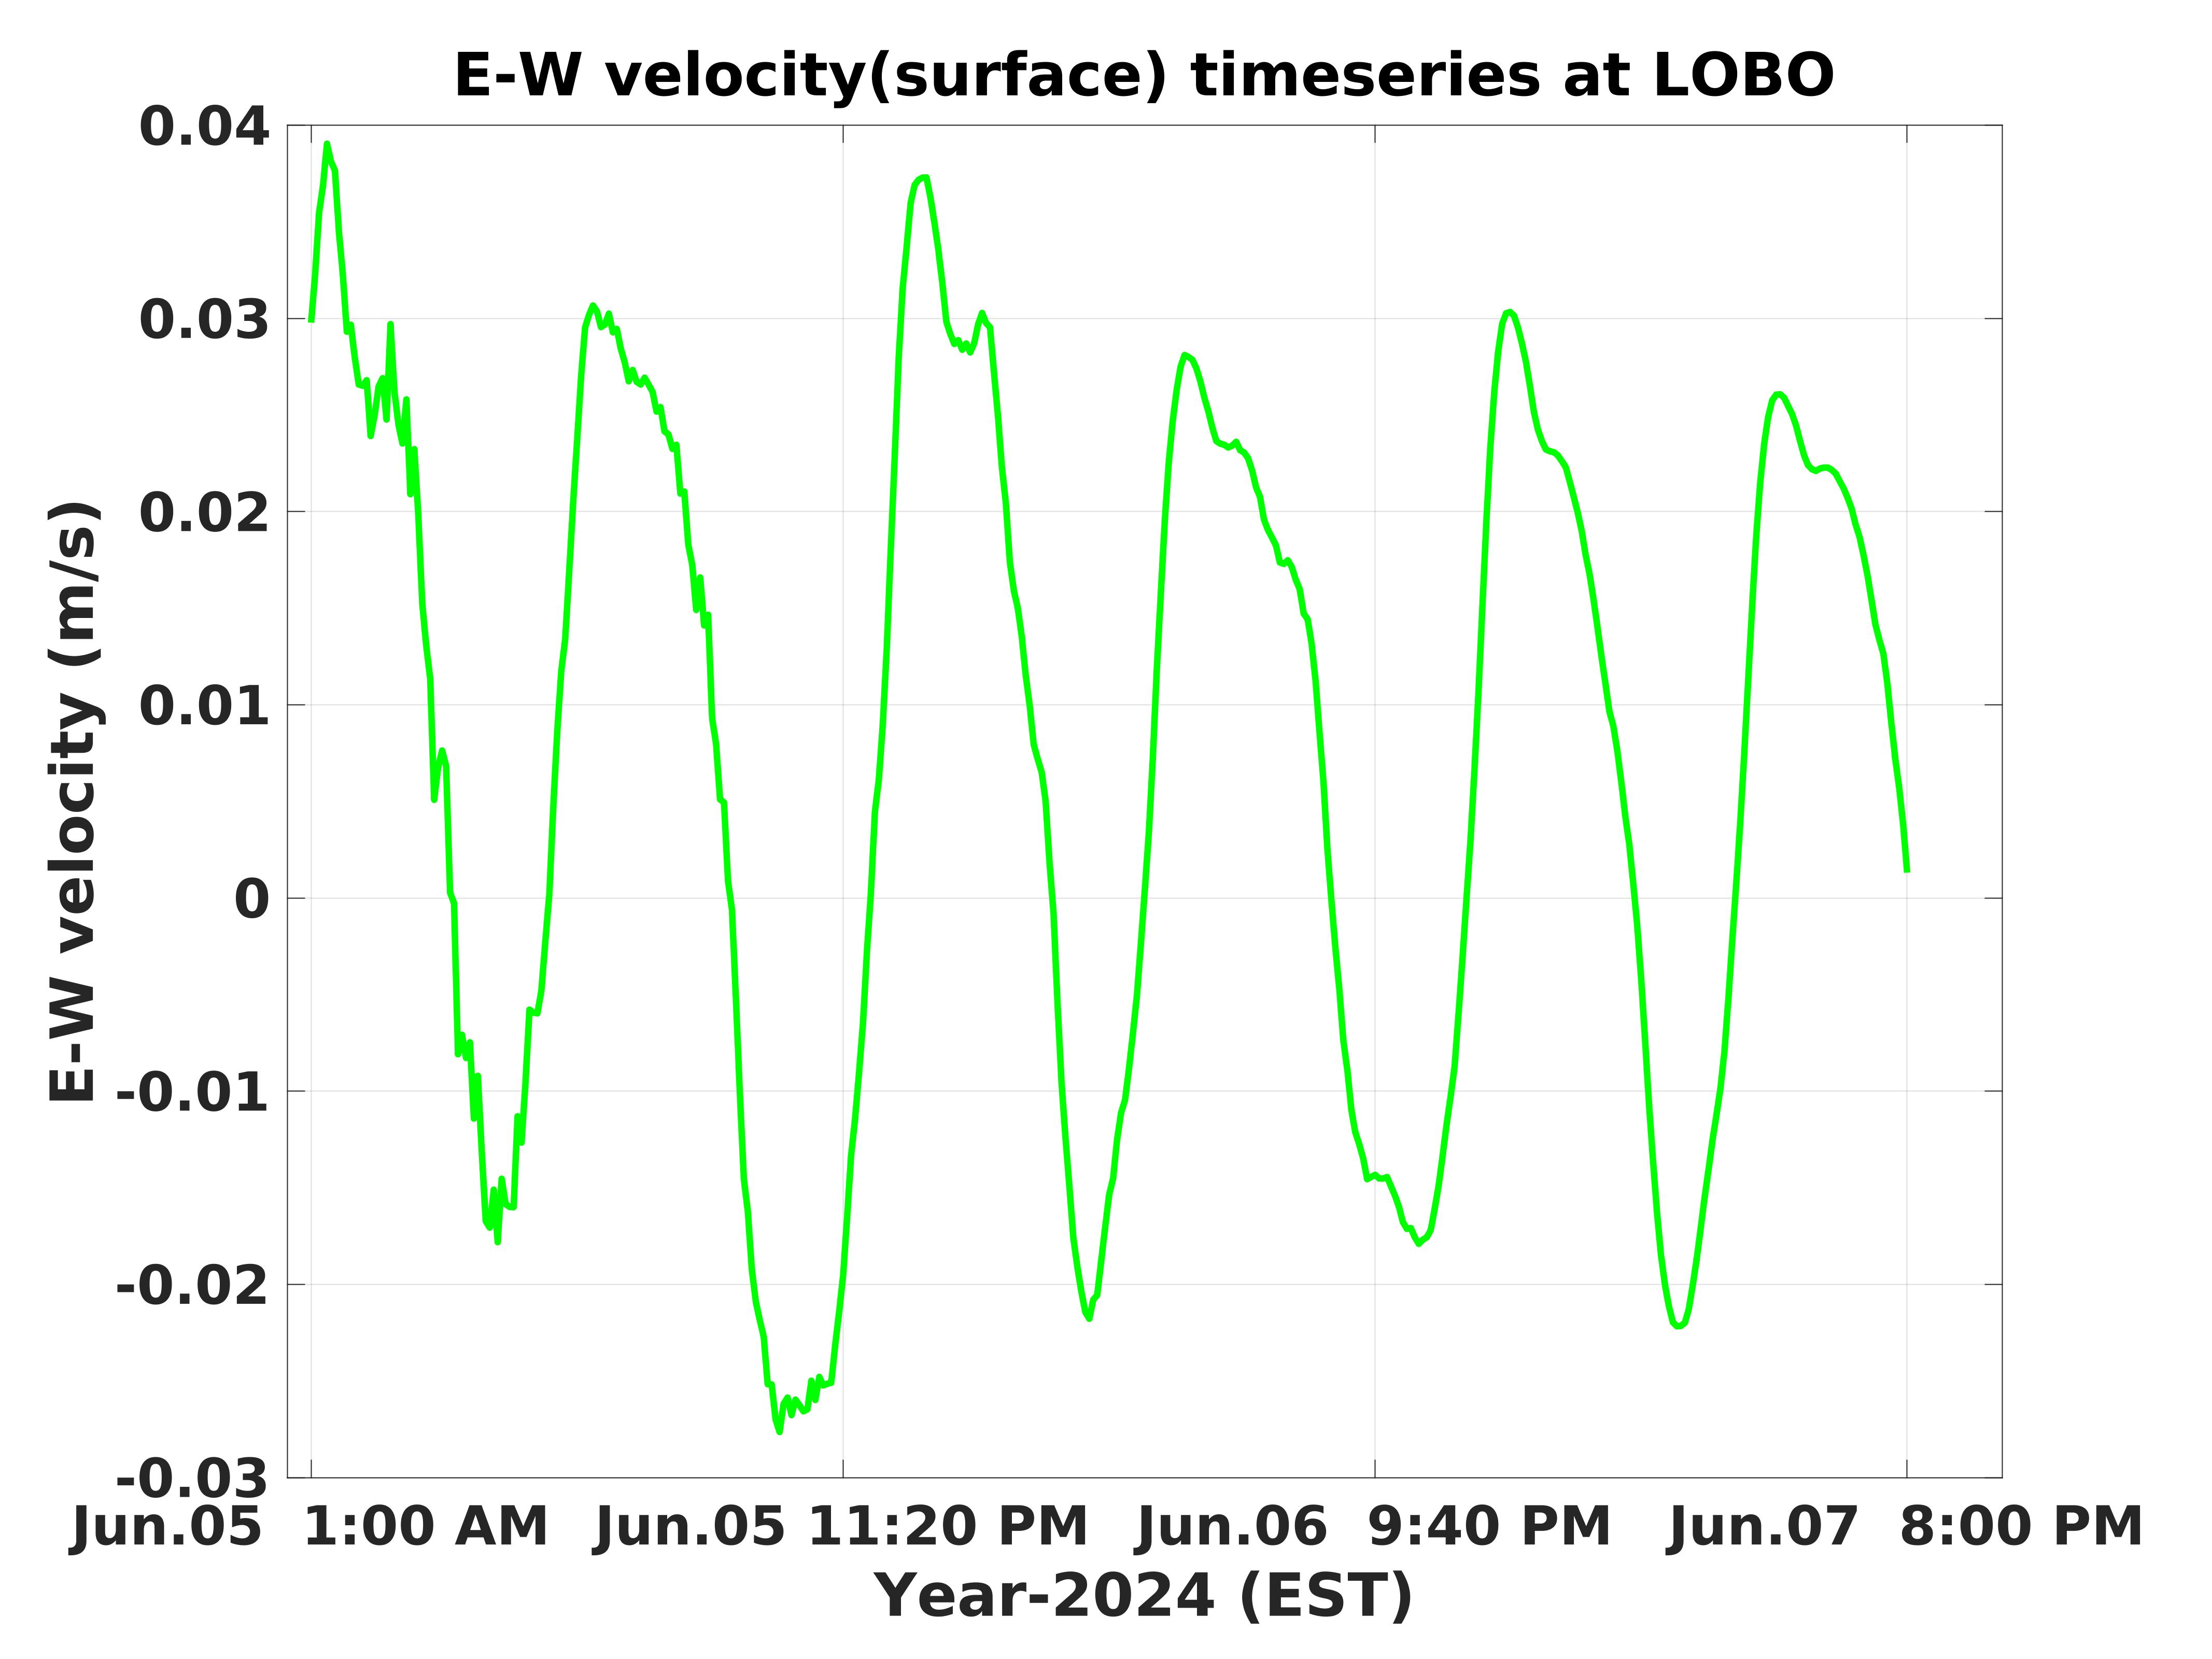 E-W velocity(surface) timeseries at LOBO
E-W velocity (m/s)
0.04
0.03
0.02
0.01
0
-0.01
-0.02
-0.03
Jun.05 1:00 AM Jun.05 11:20 PM Jun.06 9:40 PM Jun.07 8:00 PM
Year-2024 (EST)